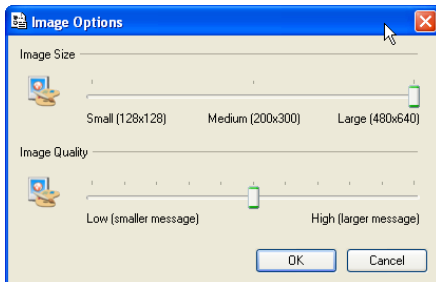 Image Options
Image Size
Small (128x128) Medium (200x300) Large (480x640)
Image Quality
Low (smaller message) High (larger message)
OK Cancel